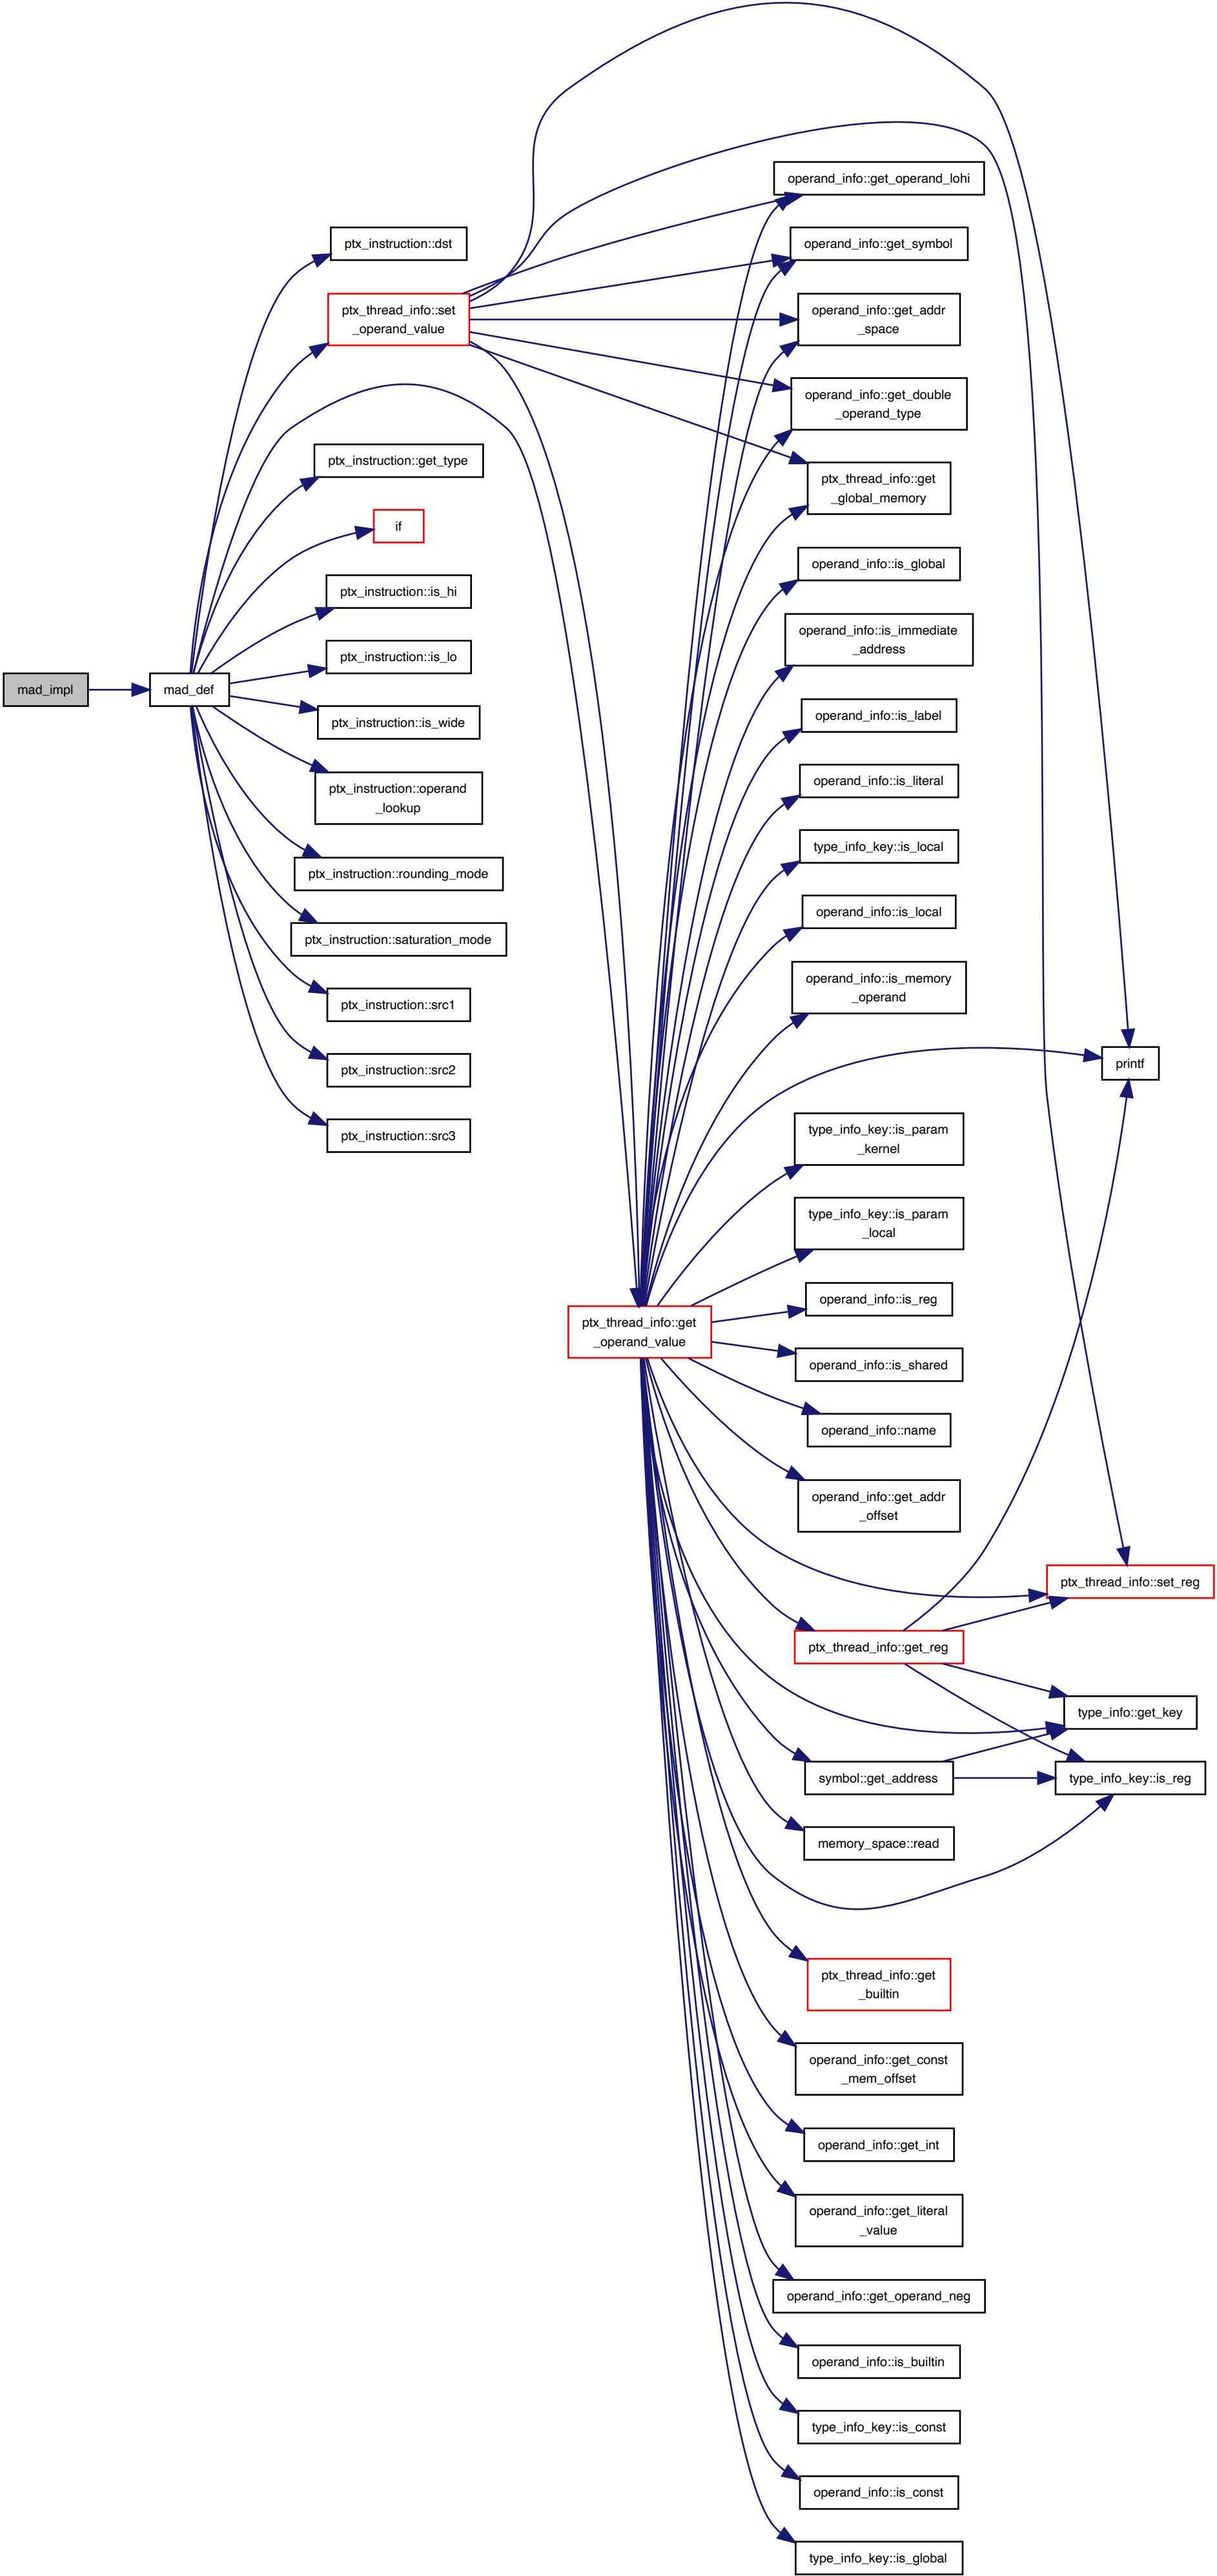 mad_impl
mad_def
ptx_instruction::dst
ptx_thread_info::set
_operand_value
ptx_instruction::get_type
if
ptx_instruction::is_hi
ptx_instruction::is_lo
ptx_instruction::is_wide
ptx_instruction::operand
_lookup
ptx_instruction::rounding_mode
ptx_instruction::saturation_mode
ptx_instruction::src1
ptx_instruction::src2
ptx_instruction::src3
ptx_thread_info::get
_operand_value
operand_info::get_operand_lohi
operand_info::get_symbol
operand_info::get_addr
_space
operand_info::get_double
_operand_type
ptx_thread_info::get
_global_memory
operand_info::is_global
operand_info::is_immediate
_address
operand_info::is_label
operand_info::is_literal
type_info_key::is_local
operand_info::is_local
operand_info::is_memory
_operand
type_info_key::is_param
_kernel
type_info_key::is_param
_local
operand_info::is_reg
operand_info::is_shared
operand_info::name
operand_info::get_addr
_offset
ptx_thread_info::get_reg
symbol::get_address
memory_space::read
ptx_thread_info::get
_builtin
operand_info::get_const
_mem_offset
operand_info::get_int
operand_info::get_literal
_value
operand_info::get_operand_neg
operand_info::is_builtin
type_info_key::is_const
operand_info::is_const
type_info_key::is_global
printf
ptx_thread_info::set_reg
type_info::get_key
type_info_key::is_reg